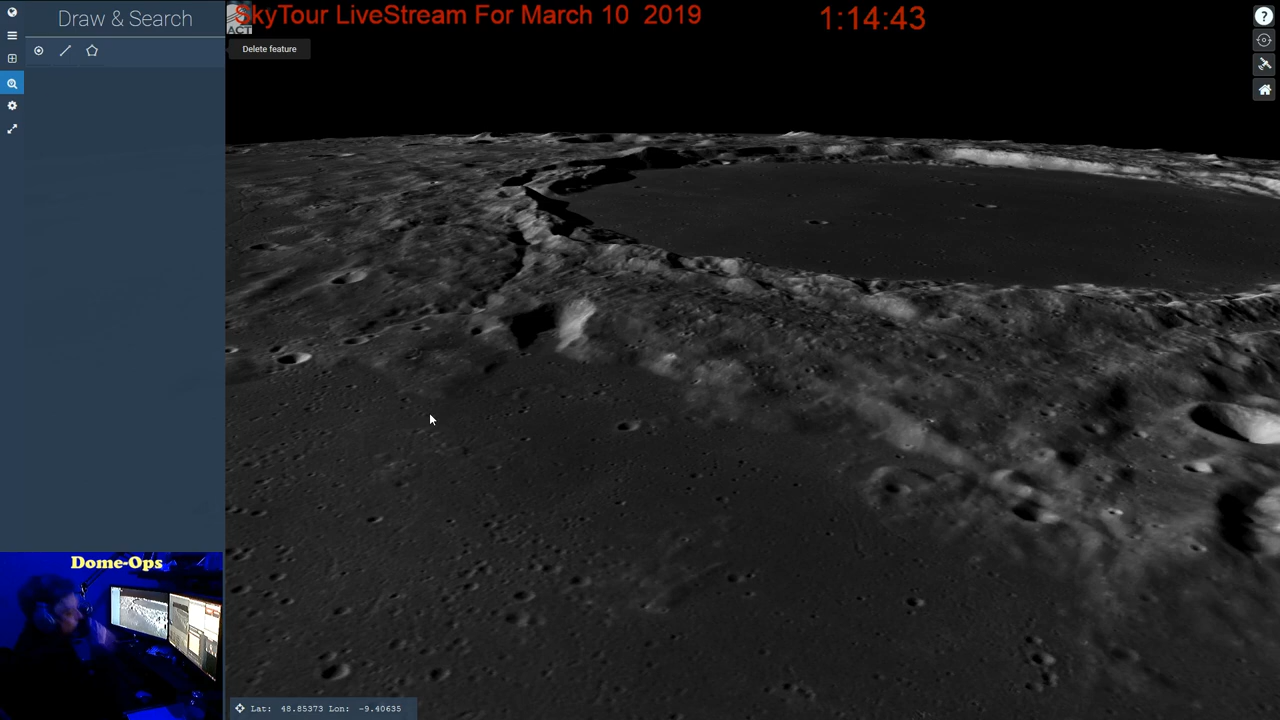 Draw & Search
SkyTour LiveStream For March 10 2019
1:14:43
ACT
Delete feature
?
Dome-Ops
Lat: 48.85373 Lon: -9.40635